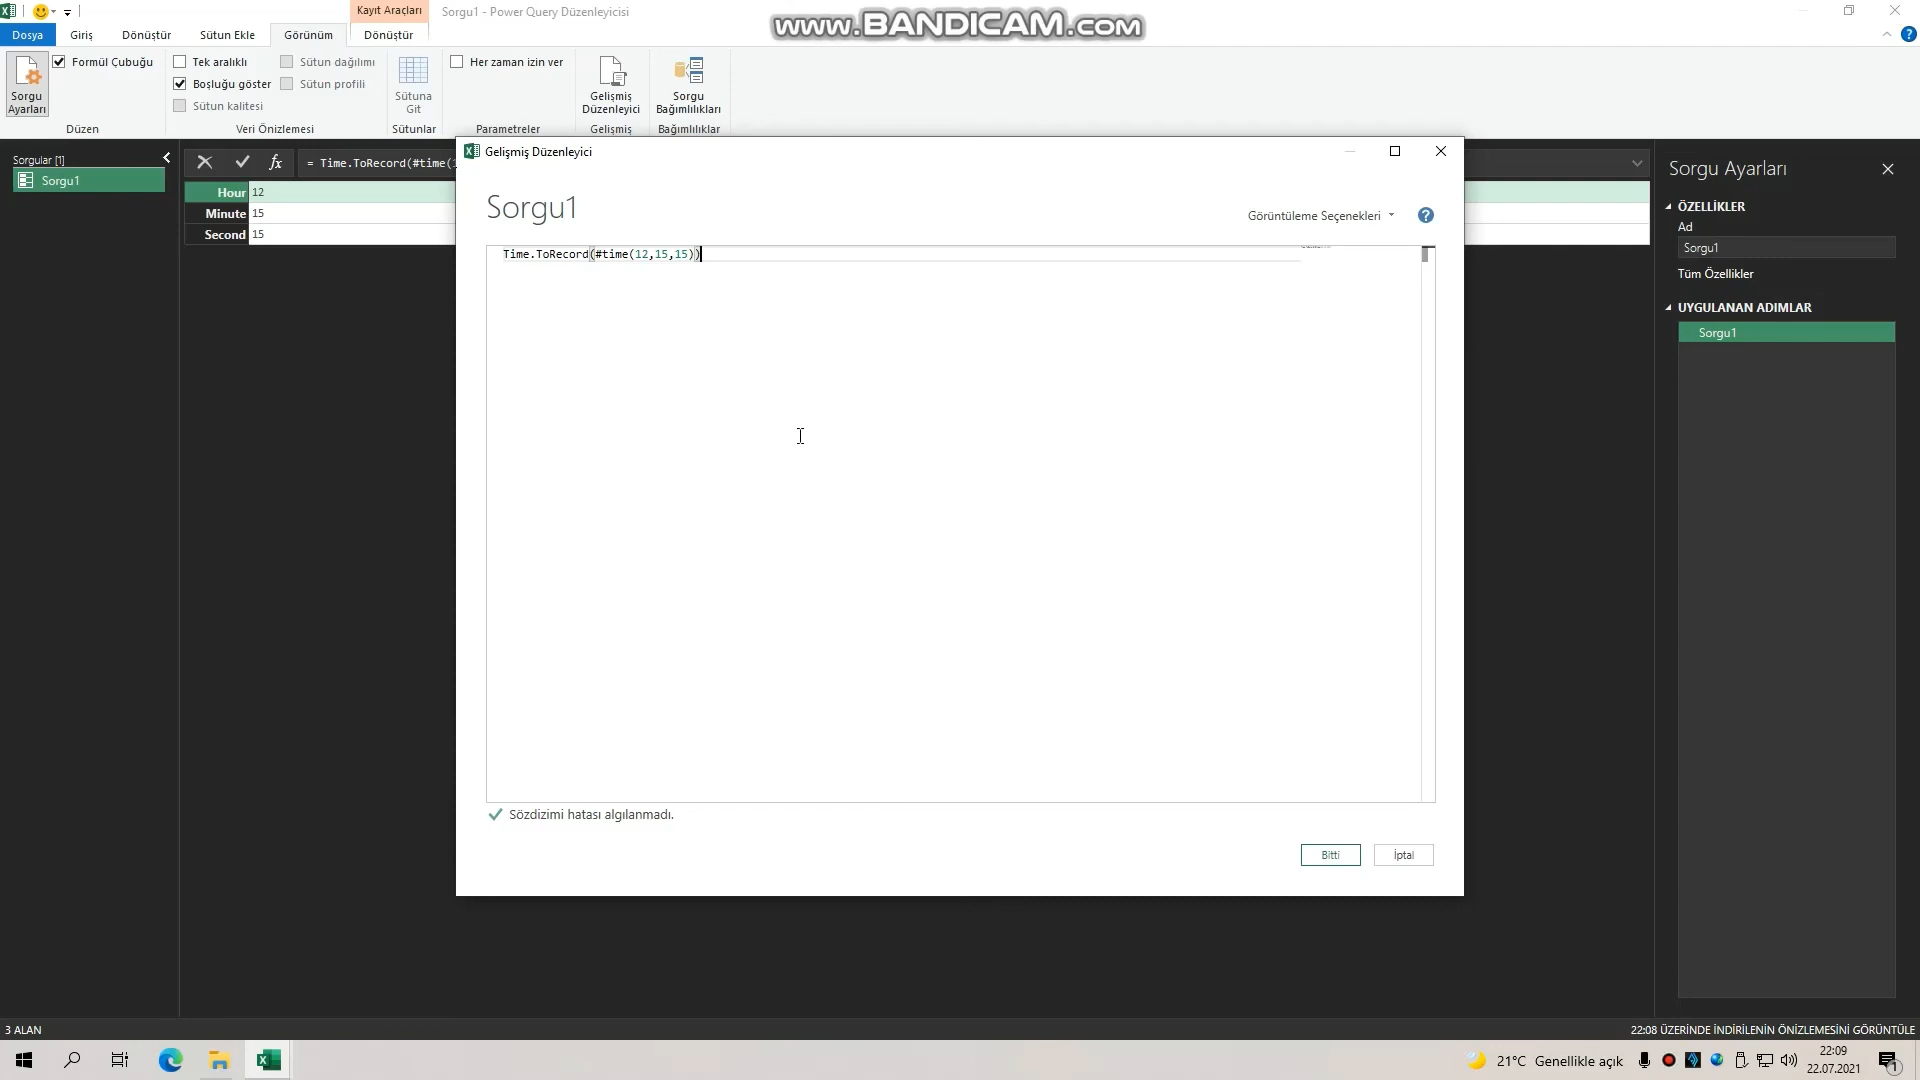 Kayıt Araçları
Sorgu1 - Power Query Düzenleyicisi
www.BANDICAM.com
Dosya
Giriş
Dönüştür
Sütun Ekle
Görünüm
Dönüştür
Sorgu Ayarları
Formül Çubuğu
Düzen
Tek aralıklı
Boşluğu göster
Sütun kalitesi
Sütun dağılımı
Sütun profili
Veri Önizlemesi
Sütuna Git
Sütunlar
Her zaman izin ver
Parametreler
Gelişmiş Düzenleyici
Gelişmiş
Sorgu Bağımlılıkları
Bağımlılıklar
Sorgular [1]
Sorgu1
fx
= Time.ToRecord(#time(1
Hour 12
Minute 15
Second 15
Gelişmiş Düzenleyici
Sorgu1
Görüntüleme Seçenekleri
?
Time.ToRecord(#time(12,15,15))
Sözdizimi hatası algılanmadı.
Bitti
İptal
Sorgu Ayarları
ÖZELLİKLER
Ad
Sorgu1
Tüm Özellikler
UYGULANAN ADIMLAR
Sorgu1
3 ALAN
22:08 ÜZERİNDE İNDİRİLENİN ÖNİZLEMESİNİ GÖRÜNTÜLE
21°C Genellikle açık
22:09
22.07.2021
1